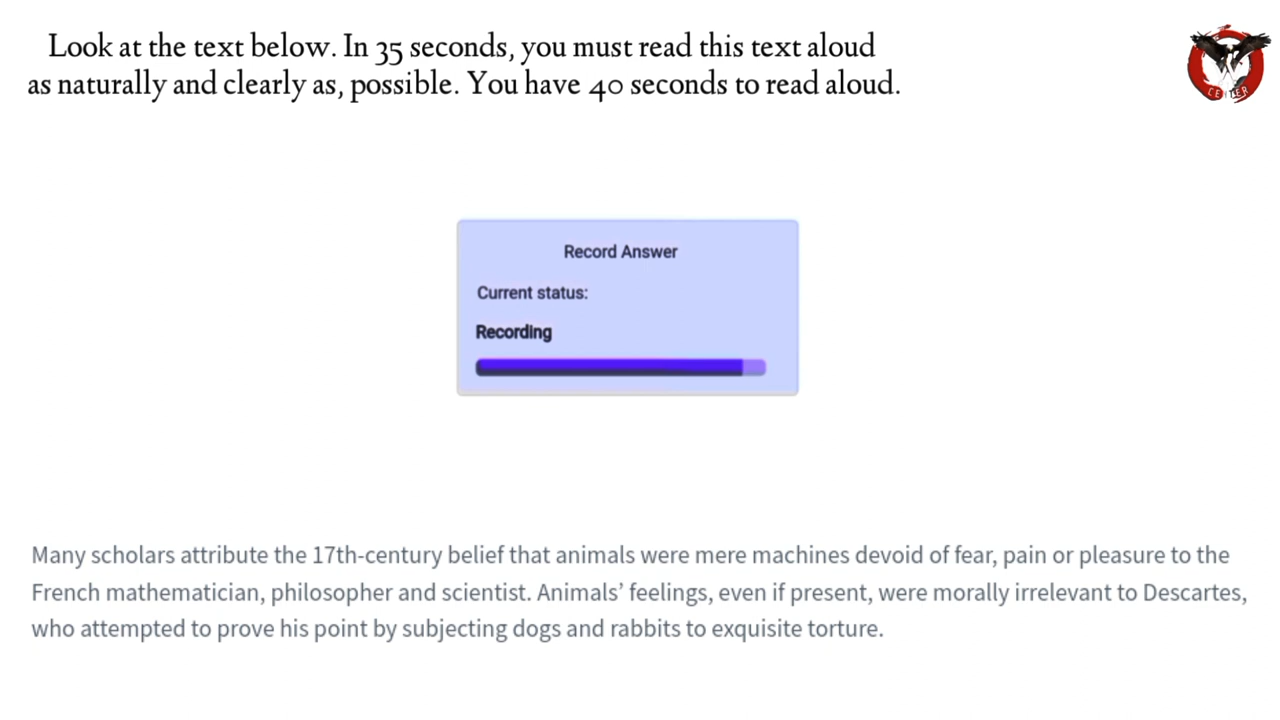 Look at the text below. In 35 seconds, you must read this text aloud
as naturally and clearly as, possible. You have 40 seconds to read aloud.
CENTER
Record Answer
Current status:
Recording
Many scholars attribute the 17th-century belief that animals were mere machines devoid of fear, pain or pleasure to the
French mathematician, philosopher and scientist. Animals’ feelings, even if present, were morally irrelevant to Descartes,
who attempted to prove his point by subjecting dogs and rabbits to exquisite torture.